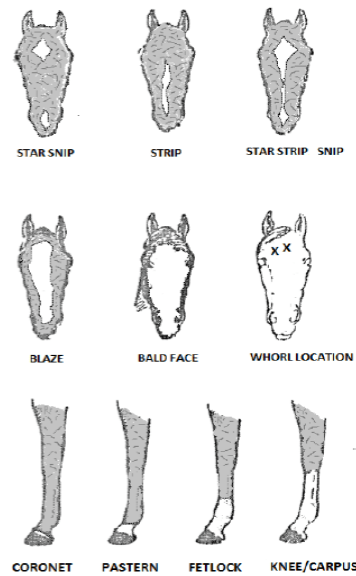 STAR SNIP STRIP STAR STRIP SNIP
X X
BLAZE BALD FACE WHORL LOCATION
CORONET PASTERN FETLOCK KNEE/CARPUS